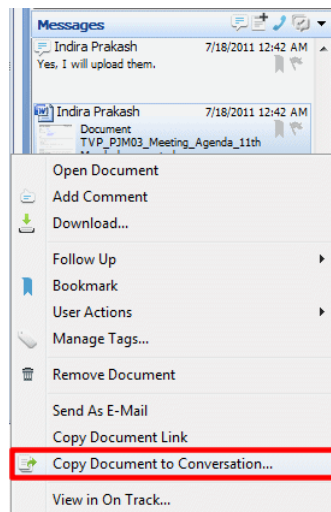 Messages
Indira Prakash 7/18/2011 12:42 AM
Yes, I will upload them.
Indira Prakash 7/18/2011 12:42 AM
Document
TVP_PJM03_Meeting_Agenda_11th
Open Document
Add Comment
Download...
Follow Up
Bookmark
User Actions
Manage Tags...
Remove Document
Send As E-Mail
Copy Document Link
Copy Document to Conversation...
View in On Track...